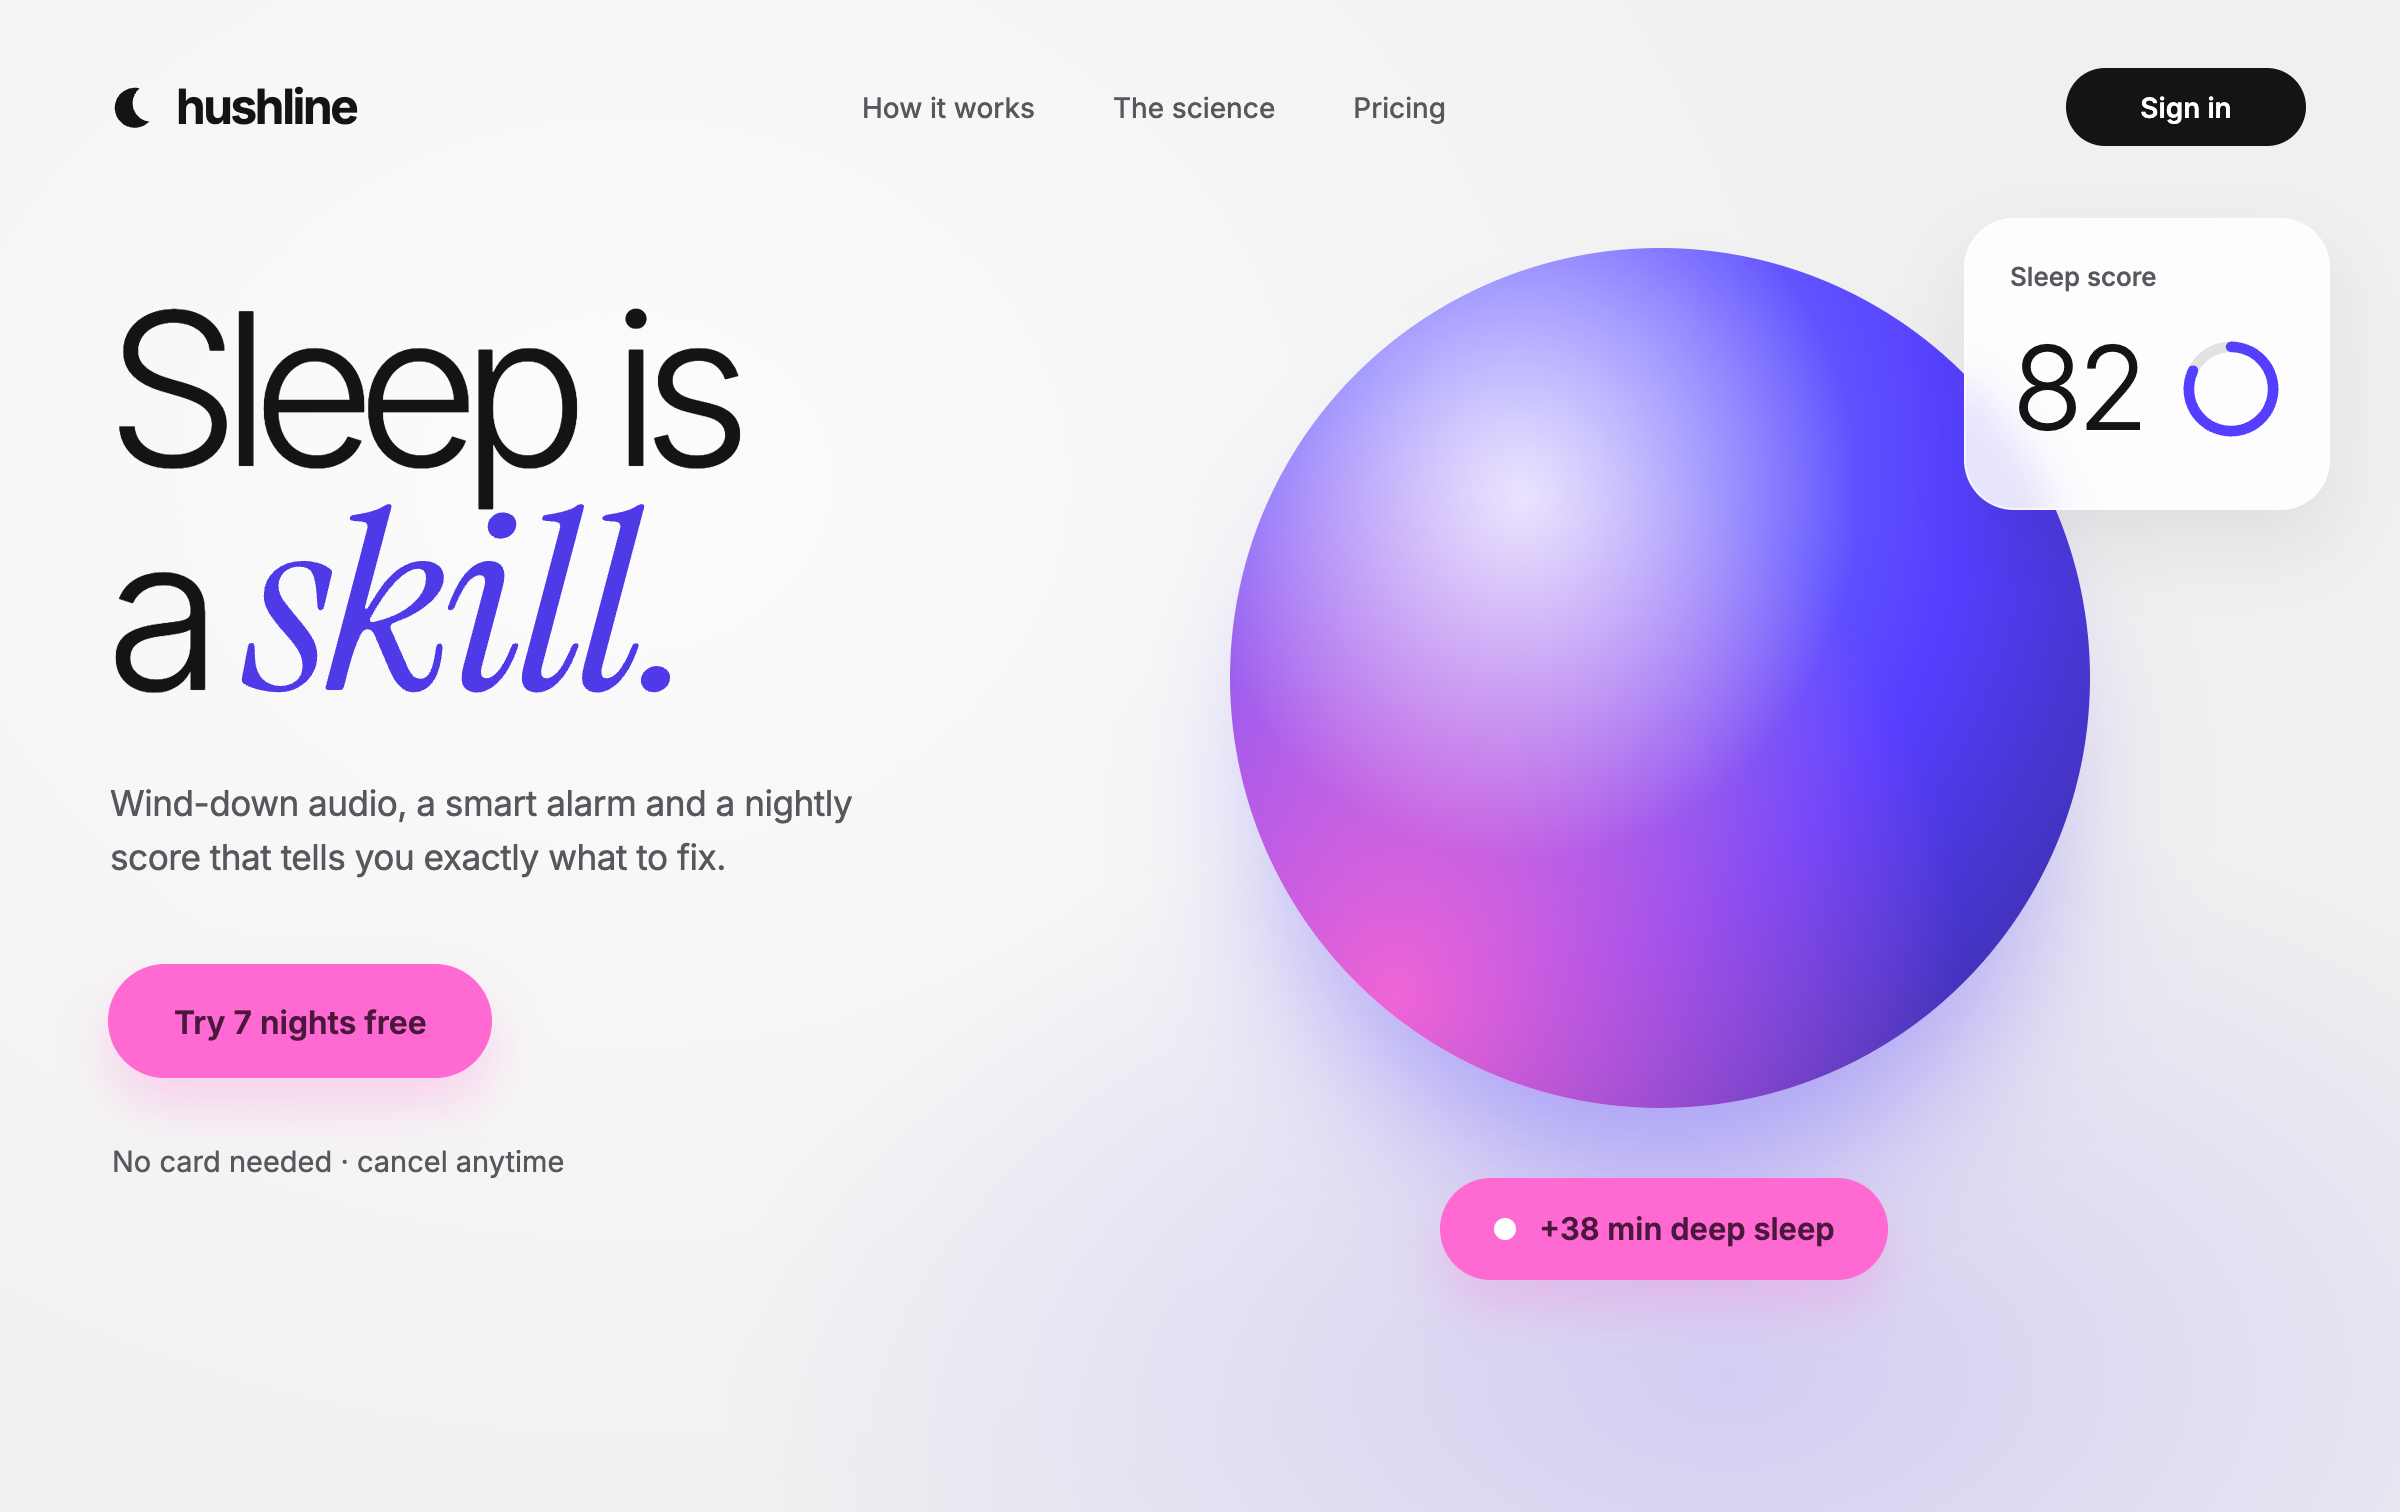 hushline
How it works
The science
Pricing
Sign in
Sleep is
a skill.
Wind-down audio, a smart alarm and a nightly
score that tells you exactly what to fix.
Try 7 nights free
No card needed · cancel anytime
Sleep score
82
+38 min deep sleep